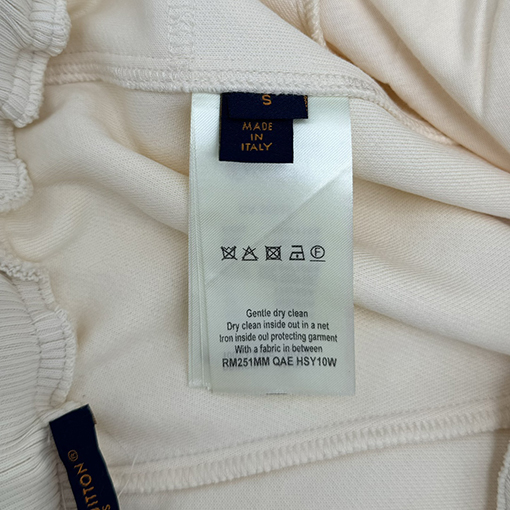 S
MADE
IN
ITALY
Gentle dry clean
Dry clean inside out in a net
Iron inside out protecting garment
With a fabric in between
RM251MM QAE HSY10W
UITTON®